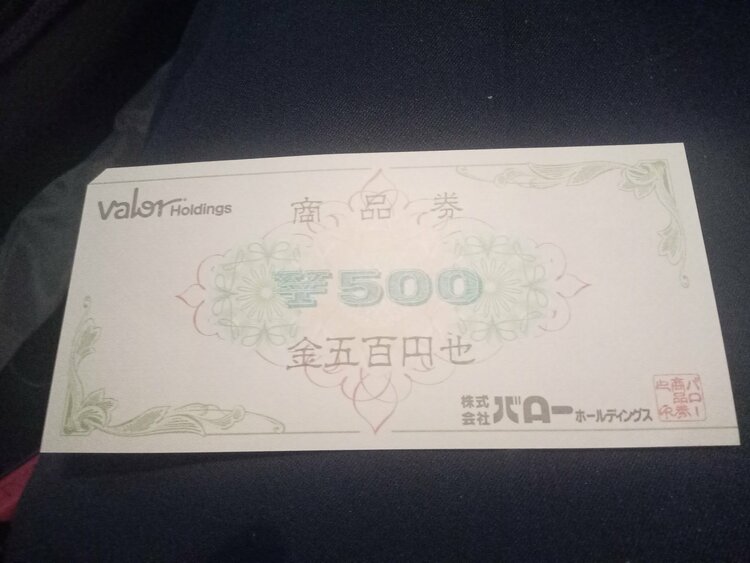 Valor Holdings
商品券
¥500
金五百円也
株式会社 バローホールディングス
バロー
商品券
之印